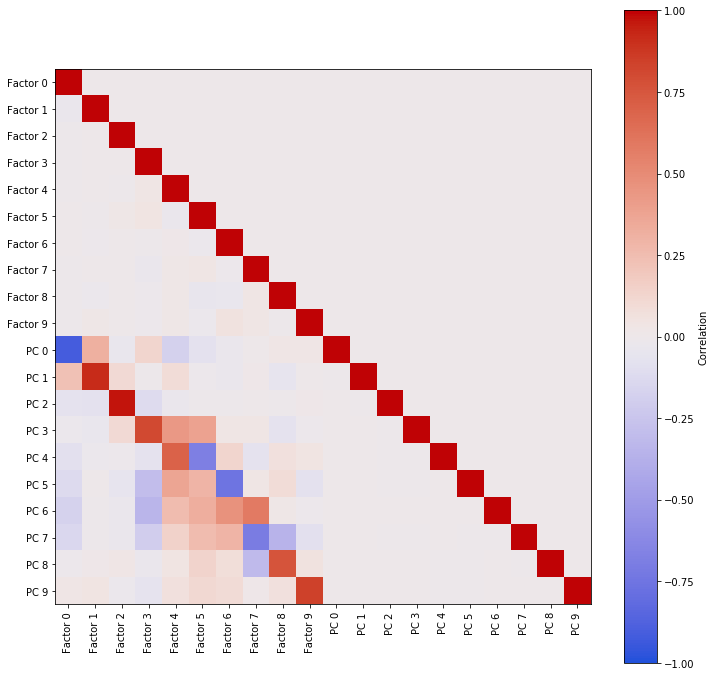 Factor 0
Factor 1
Factor 2
Factor 3
Factor 4
Factor 5
Factor 6
Factor 7
Factor 8
Factor 9
PC 0
PC 1
PC 2
PC 3
PC 4
PC 5
PC 6
PC 7
PC 8
PC 9
Factor 0
Factor 1
Factor 2
Factor 3
Factor 4
Factor 5
Factor 6
Factor 7
Factor 8
Factor 9
PC 0
PC 1
PC 2
PC 3
PC 4
PC 5
PC 6
PC 7
PC 8
PC 9
1.00
0.75
0.50
0.25
0.00
−0.25
−0.50
−0.75
−1.00
Correlation